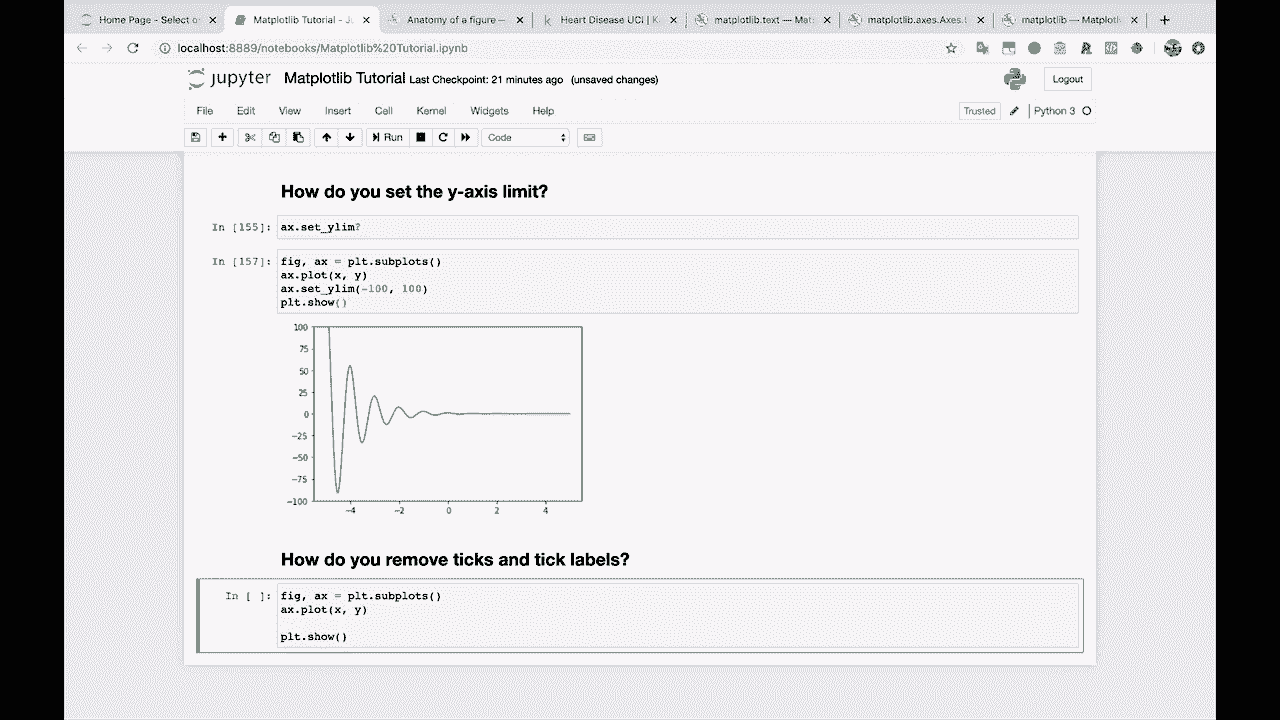 Home Page - Select o
Matplotlib Tutorial - Ju
Anatomy of a figure —
Heart Disease UCI | K
matplotlib.text — Mat
matplotlib.axes.Axes.t
matplotlib — Matplotl
localhost:8889/notebooks/Matplotlib%20Tutorial.ipynb
jupyter Matplotlib Tutorial Last Checkpoint: 21 minutes ago (unsaved changes)
Logout
File Edit View Insert Cell Kernel Widgets Help
Trusted
Python 3
Run
Code
How do you set the y-axis limit?
In [155]: ax.set_ylim?
In [157]: fig, ax = plt.subplots()
ax.plot(x, y)
ax.set_ylim(-100, 100)
plt.show()
100
75
50
25
0
−25
−50
−75
−100
−4 −2 0 2 4
How do you remove ticks and tick labels?
In [ ]: fig, ax = plt.subplots()
ax.plot(x, y)
plt.show()